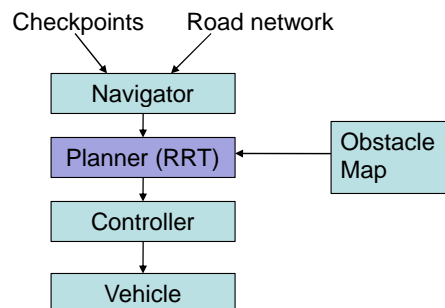 Checkpoints Road network
Navigator
Planner (RRT)
Obstacle
Map
Controller
Vehicle